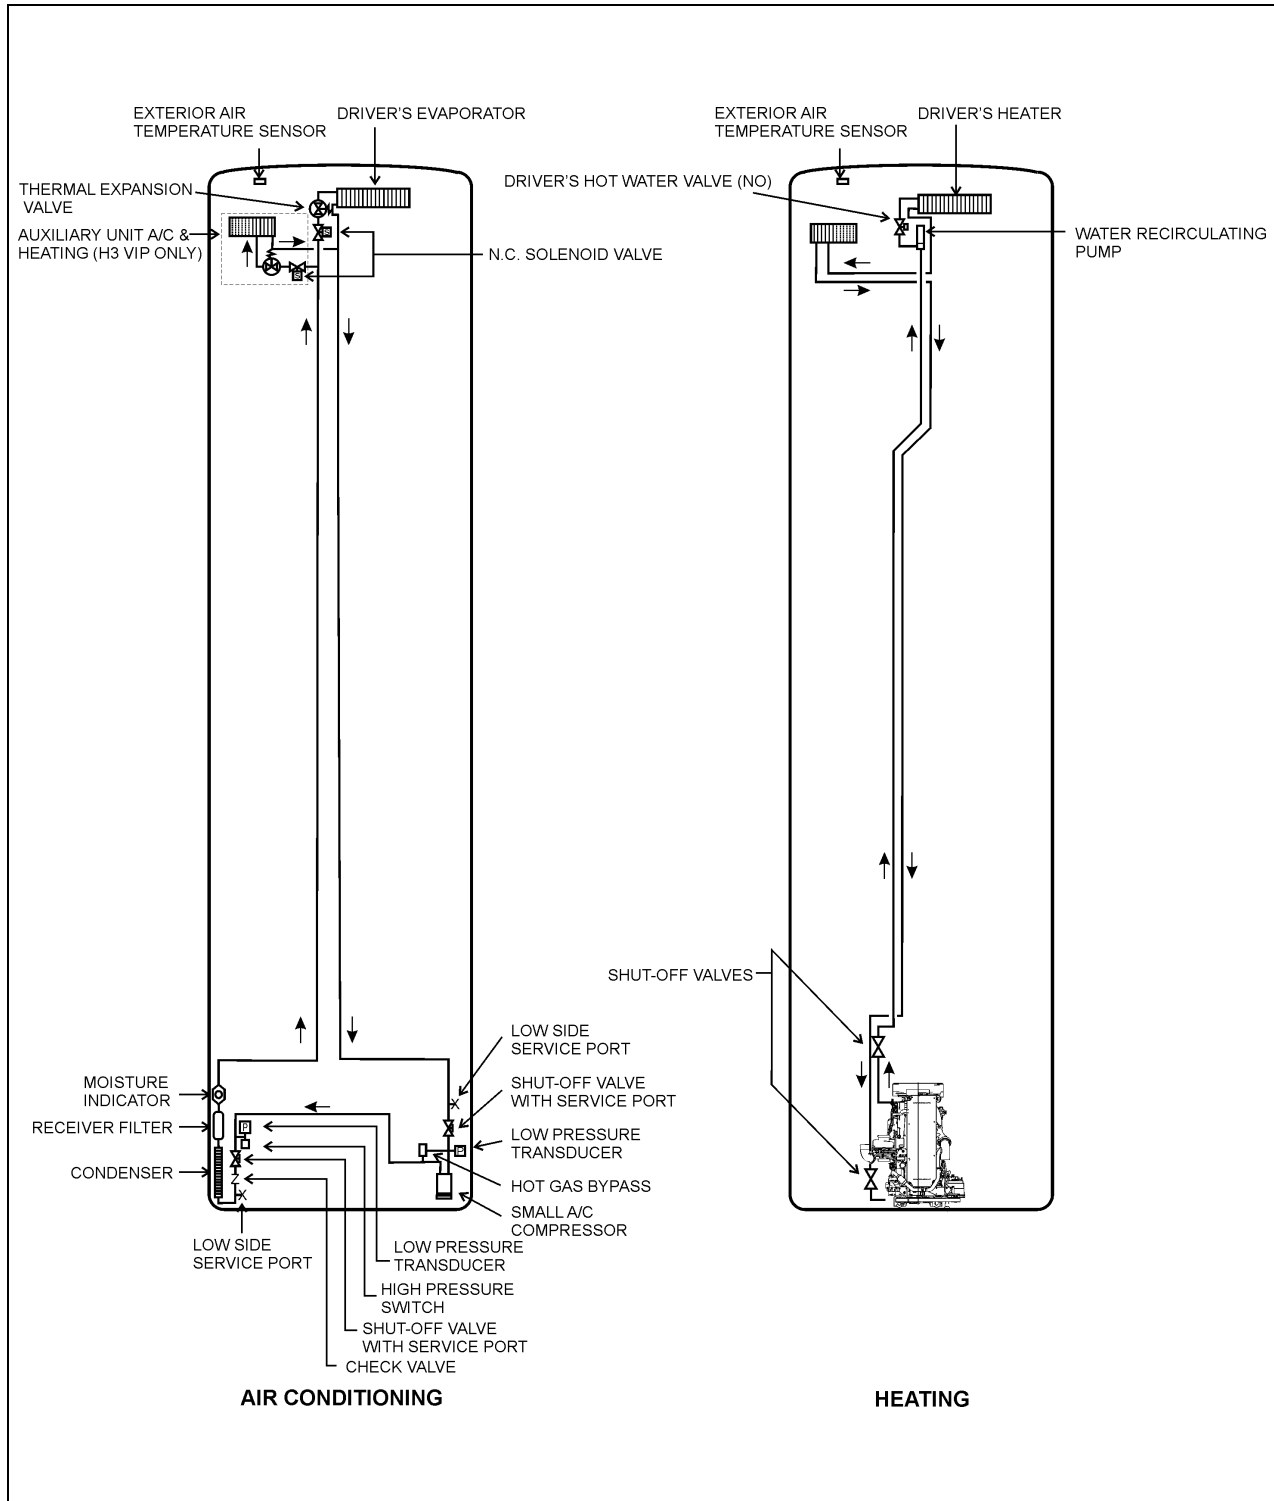 EXTERIOR AIR
TEMPERATURE SENSOR
DRIVER'S EVAPORATOR
THERMAL EXPANSION
VALVE
AUXILIARY UNIT A/C &
HEATING (H3 VIP ONLY)
S
S
N.C. SOLENOID VALVE
MOISTURE
INDICATOR
RECEIVER FILTER
CONDENSER
P
P
LOW SIDE
SERVICE PORT
SHUT-OFF VALVE
WITH SERVICE PORT
LOW PRESSURE
TRANSDUCER
HOT GAS BYPASS
SMALL A/C
COMPRESSOR
LOW SIDE
SERVICE PORT
LOW PRESSURE
TRANSDUCER
HIGH PRESSURE
SWITCH
SHUT-OFF VALVE
WITH SERVICE PORT
CHECK VALVE
AIR CONDITIONING
EXTERIOR AIR
TEMPERATURE SENSOR
DRIVER'S HEATER
DRIVER'S HOT WATER VALVE (NO)
WATER RECIRCULATING
PUMP
SHUT-OFF VALVES
HEATING